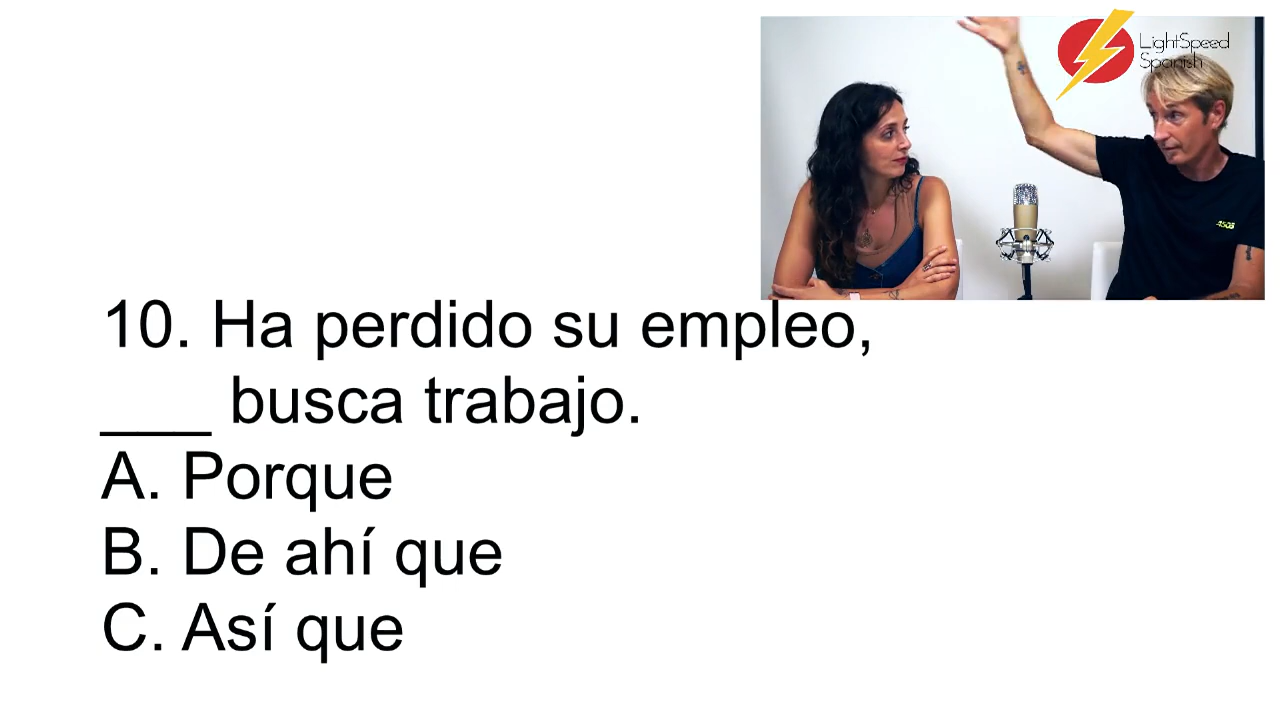 LightSpeed
Spanish
10. Ha perdido su empleo,
___ busca trabajo.
A. Porque
B. De ahí que
C. Así que